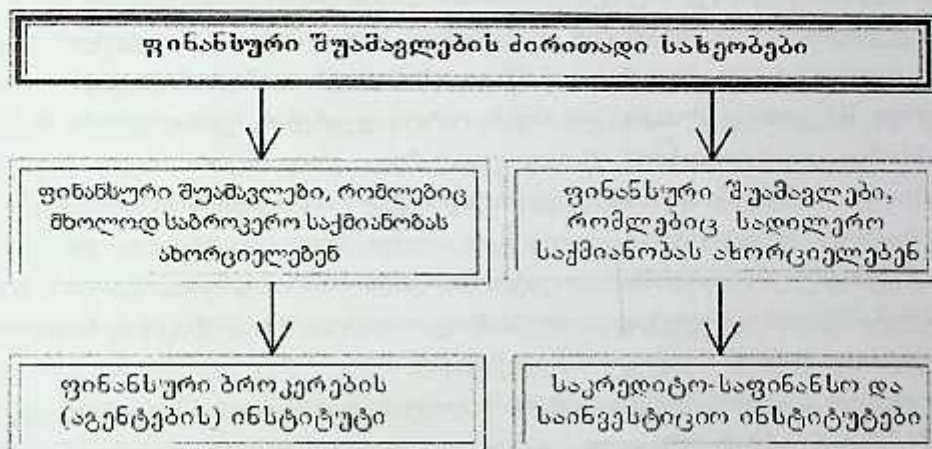 ფინანსური შუამავლების ძირითადი სახეობები
ფინანსური შუამავლები, რომლებიც
მხოლოდ საბროკერო საქმიანობას
ახორციელებენ
ფინანსური შუამავლები,
რომლებიც სადილერო
საქმიანობას ახორციელებენ
ფინანსური ბროკერების
(აგენტების) ინსტიტუტი
საკრედიტო-საფინანსო და
საინვესტიციო ინსტიტუტები